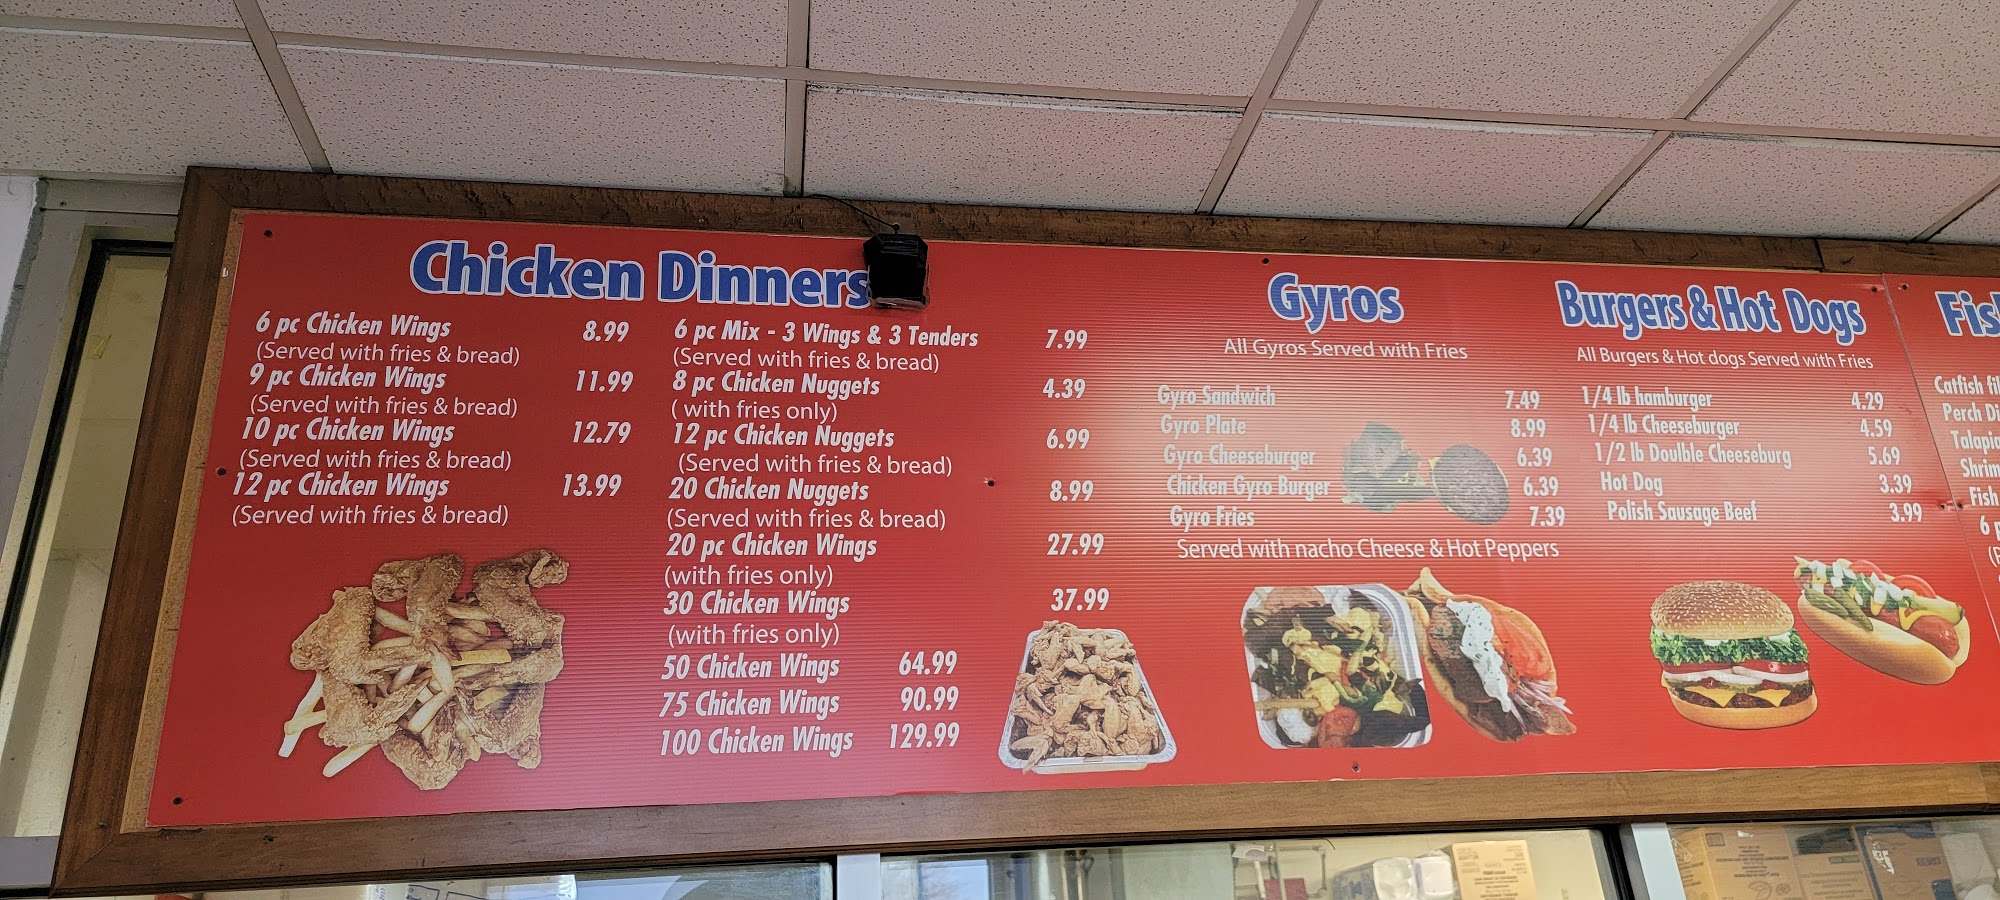 Chicken Dinners
6 pc Chicken Wings 8.99
(Served with fries & bread)
9 pc Chicken Wings 11.99
(Served with fries & bread)
10 pc Chicken Wings 12.79
(Served with fries & bread)
12 pc Chicken Wings 13.99
(Served with fries & bread)
6 pc Mix - 3 Wings & 3 Tenders 7.99
(Served with fries & bread)
8 pc Chicken Nuggets 4.39
( with fries only)
12 pc Chicken Nuggets 6.99
(Served with fries & bread)
20 Chicken Nuggets 8.99
(Served with fries & bread)
20 pc Chicken Wings 27.99
(with fries only)
30 Chicken Wings 37.99
(with fries only)
50 Chicken Wings 64.99
75 Chicken Wings 90.99
100 Chicken Wings 129.99
Gyros
All Gyros Served with Fries
Gyro Sandwich 7.49
Gyro Plate 8.99
Gyro Cheeseburger 6.39
Chicken Gyro Burger 6.39
Gyro Fries 7.39
Served with nacho Cheese & Hot Peppers
Burgers & Hot Dogs
All Burgers & Hot dogs Served with Fries
1/4 lb hamburger 4.29
1/4 lb Cheeseburger 4.59
1/2 lb Doulble Cheeseburg 5.69
Hot Dog 3.39
Polish Sausage Beef 3.99
Catfish
Perch
Fish
6